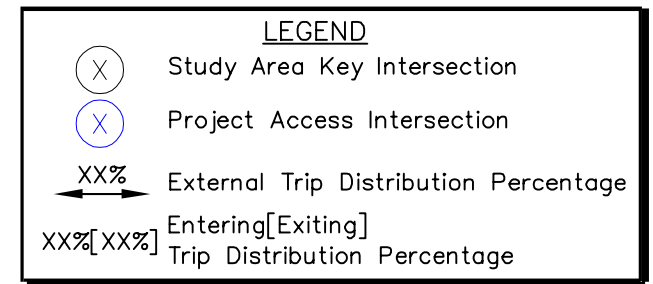 LEGEND
X Study Area Key Intersection
X Project Access Intersection
XX% External Trip Distribution Percentage
XX%[XX%] Entering[Exiting]
Trip Distribution Percentage